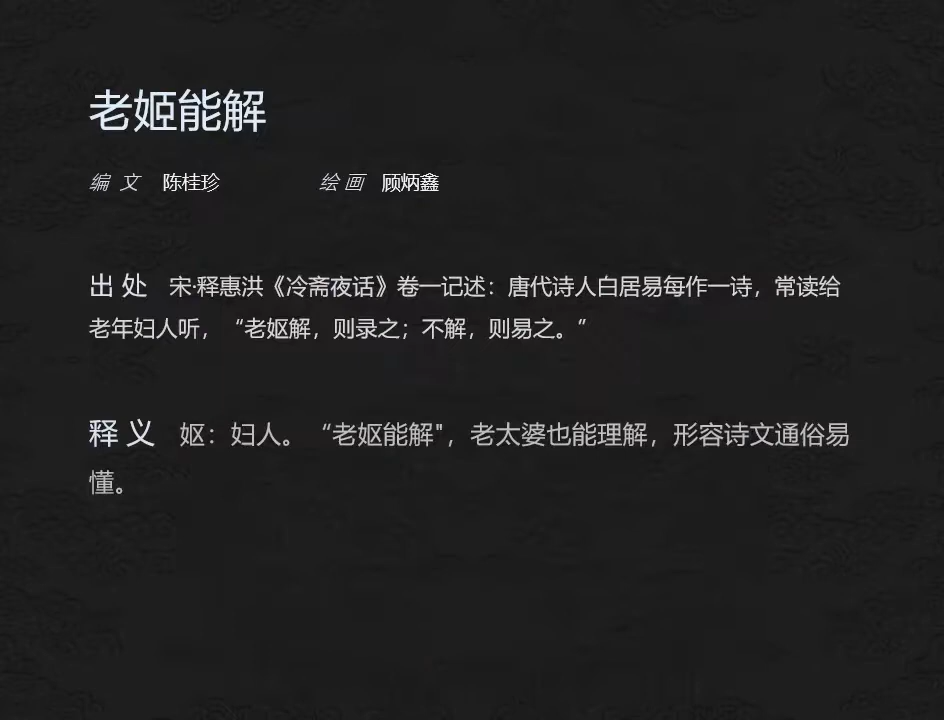 老姬能解
编 文 陈桂珍 绘 画 顾炳鑫
出 处 宋·释惠洪《冷斋夜话》卷一记述：唐代诗人白居易每作一诗，常读给
老年妇人听，“老妪解，则录之；不解，则易之。”
释 义 妪：妇人。“老妪能解"，老太婆也能理解，形容诗文通俗易
懂。